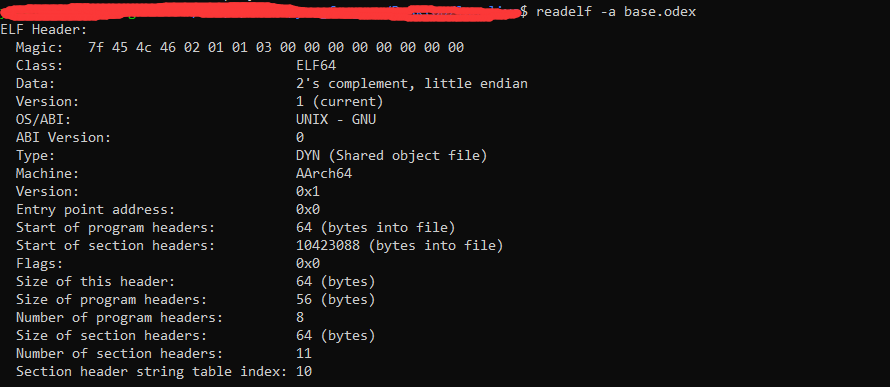 $ readelf -a base.odex
ELF Header:
  Magic:   7f 45 4c 46 02 01 01 03 00 00 00 00 00 00 00 00
  Class:                             ELF64
  Data:                              2's complement, little endian
  Version:                           1 (current)
  OS/ABI:                            UNIX - GNU
  ABI Version:                       0
  Type:                              DYN (Shared object file)
  Machine:                           AArch64
  Version:                           0x1
  Entry point address:               0x0
  Start of program headers:          64 (bytes into file)
  Start of section headers:          10423088 (bytes into file)
  Flags:                             0x0
  Size of this header:               64 (bytes)
  Size of program headers:           56 (bytes)
  Number of program headers:         8
  Size of section headers:           64 (bytes)
  Number of section headers:         11
  Section header string table index: 10